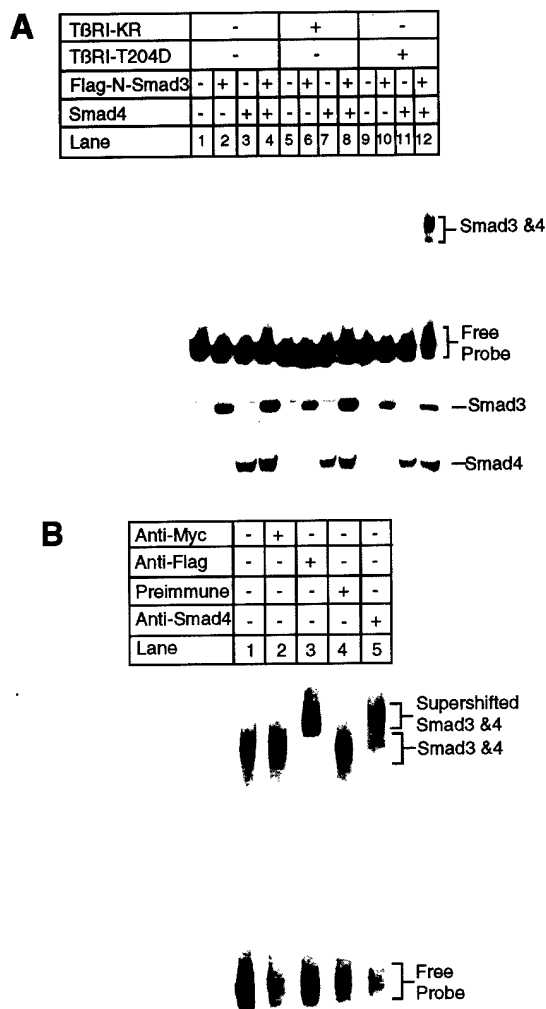 A
TßRI-KR - + -
TßRI-T204D - - +
Flag-N-Smad3 - + - + - + - + - + - +
Smad4 - - + + - - + + - - + +
Lane 1 2 3 4 5 6 7 8 9 10 11 12
Smad3 &4
Free
Probe
Smad3
Smad4
B
Anti-Myc - + - - -
Anti-Flag - - + - -
Preimmune - - - + -
Anti-Smad4 - - - - +
Lane 1 2 3 4 5
Supershifted
Smad3 &4
Smad3 &4
Free
Probe